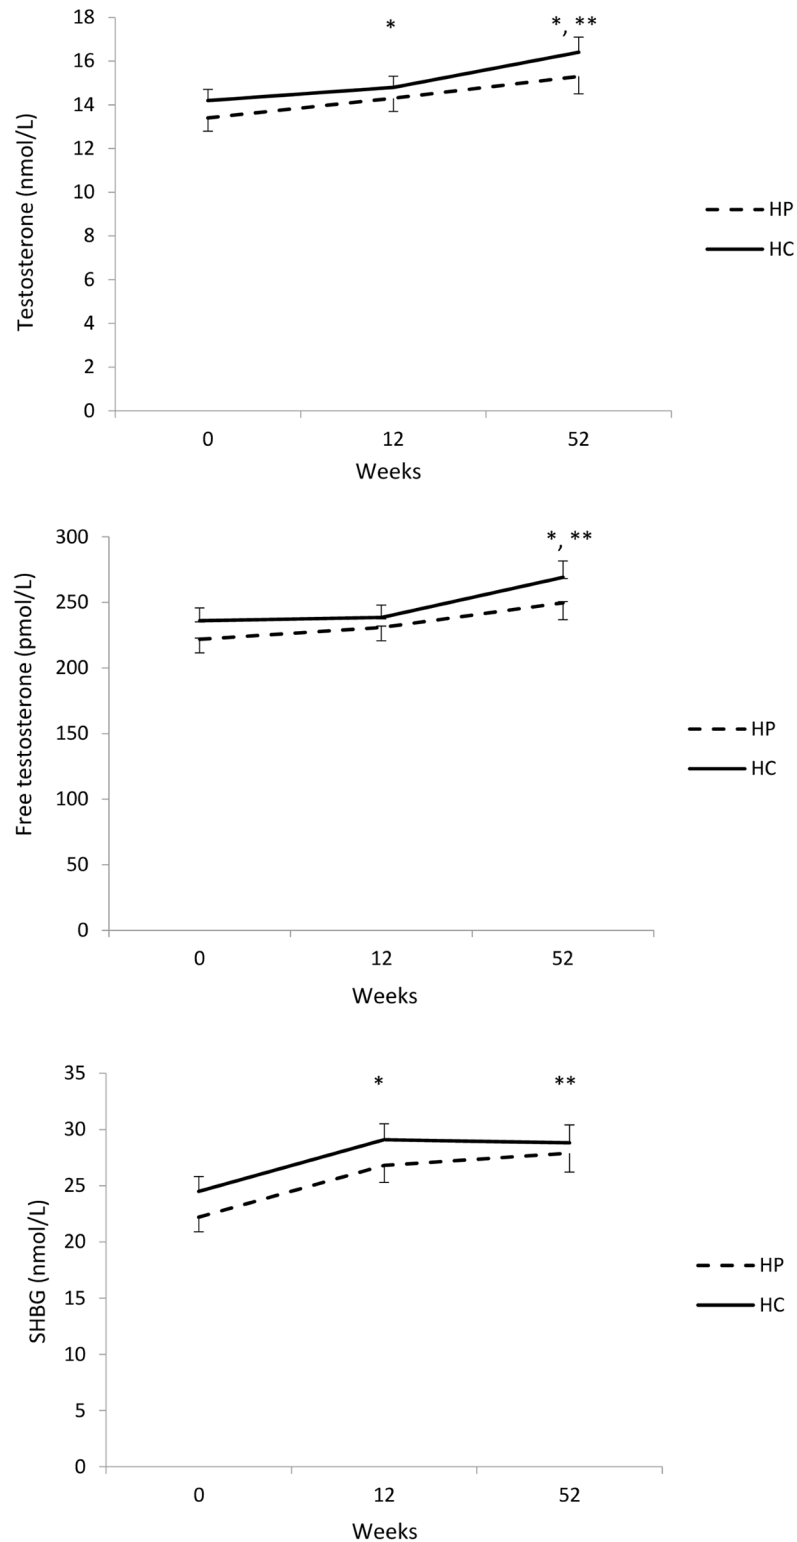 18
*
*, **
16
14
12
10
8
6
4
2
0
Testosterone (nmol/L)
0 12 52
Weeks
HP
HC
300
*, **
250
200
150
100
50
0
Free testosterone (pmol/L)
0 12 52
Weeks
HP
HC
35
*
**
30
25
20
15
10
5
0
SHBG (nmol/L)
0 12 52
Weeks
HP
HC